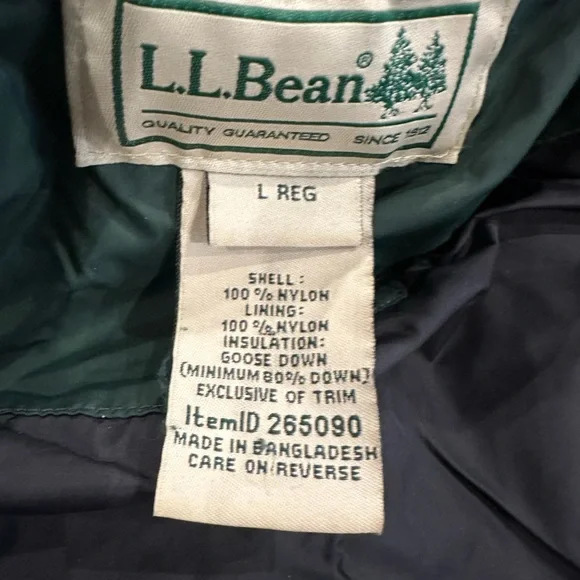 L.L.Bean®
QUALITY GUARANTEED SINCE 1912
L REG
SHELL:
100% NYLON
LINING:
100% NYLON
INSULATION:
GOOSE DOWN
(MINIMUM 80% DOWN)
EXCLUSIVE OF TRIM
ItemID 265090
MADE IN BANGLADESH
CARE ON REVERSE